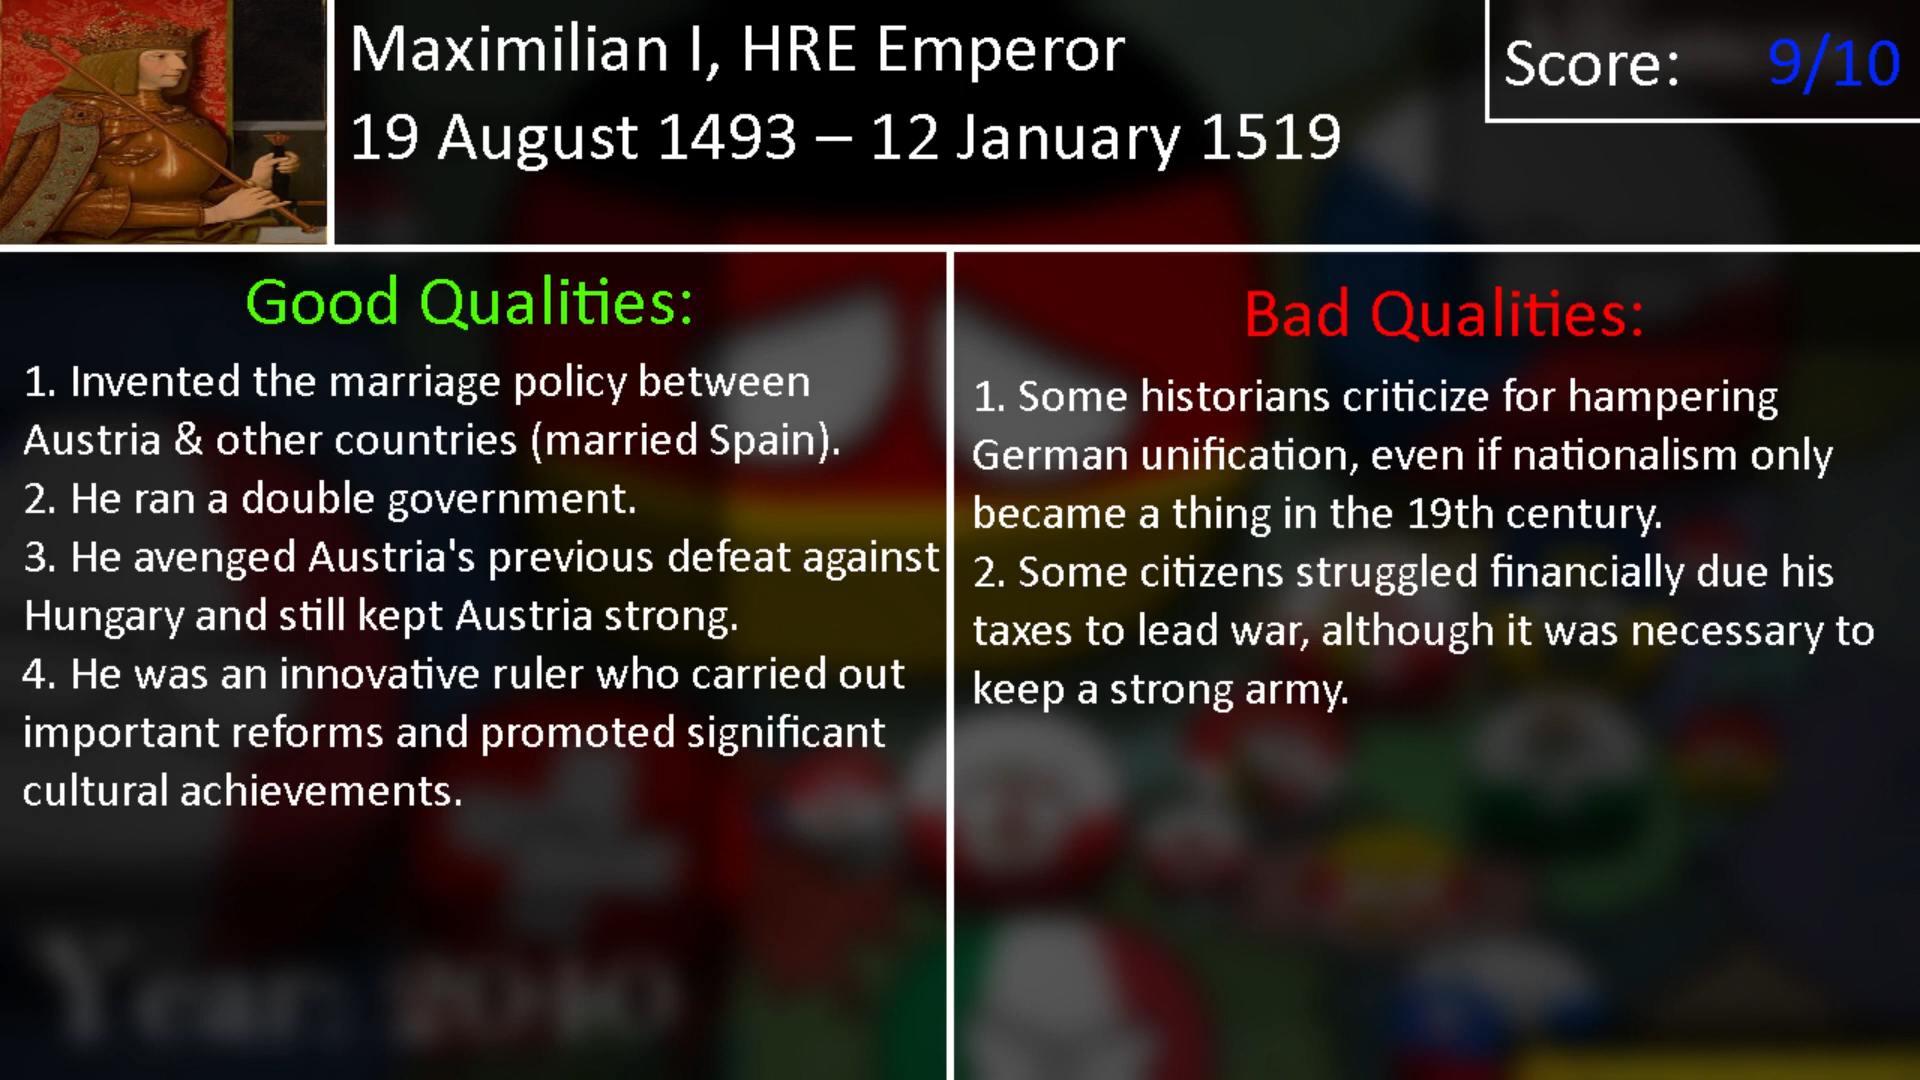 Maximilian I, HRE Emperor
19 August 1493 – 12 January 1519
Score: 9/10
Good Qualities:
1. Invented the marriage policy between
Austria & other countries (married Spain).
2. He ran a double government.
3. He avenged Austria's previous defeat against
Hungary and still kept Austria strong.
4. He was an innovative ruler who carried out
important reforms and promoted significant
cultural achievements.
Bad Qualities:
1. Some historians criticize for hampering
German unification, even if nationalism only
became a thing in the 19th century.
2. Some citizens struggled financially due his
taxes to lead war, although it was necessary to
keep a strong army.
Year: